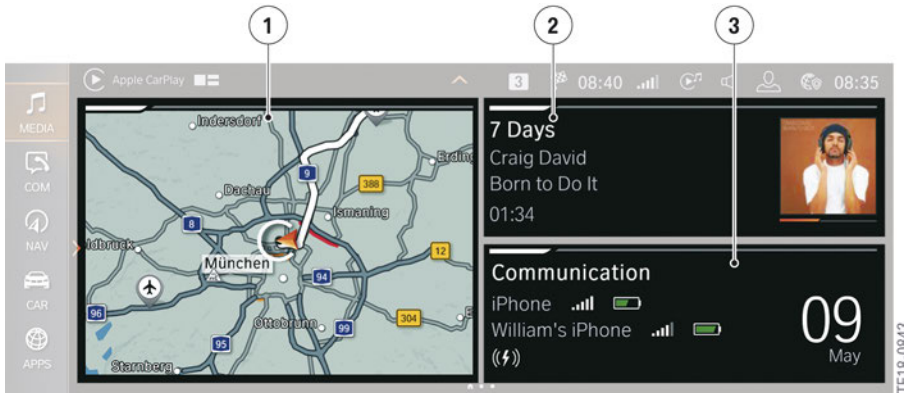 1
2
3
Apple CarPlay
3
08:40
08:35
MEDIA
COM
NAV
CAR
APPS
Indersdorf
Erding
9
388
Dachau
Ismaning
8
12
München
94
96
304
Ottobrunn
99
95
Starnberg
7 Days
Craig David
Born to Do It
01:34
Communication
iPhone
William's iPhone
09
May
TE18-0842